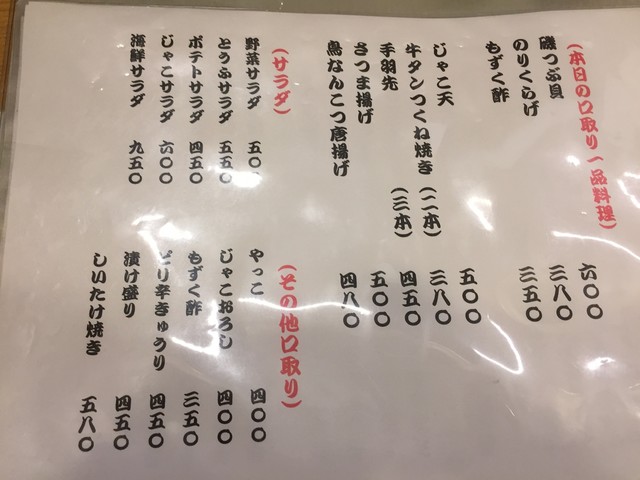 (本日の口取り一品料理)
磯つぶ貝 六〇〇
のりくらげ 三八〇
もずく酢 三五〇
じゃこ天 五〇〇
牛タンつくね焼き (二本) 三八〇
手羽先 (三本) 四五〇
さつま揚げ 五〇〇
鳥なんこつ唐揚げ 四八〇
(サラダ)
野菜サラダ 五〇
とうふサラダ 五五〇
ポテトサラダ 四五〇
じゃこサラダ 六〇〇
海鮮サラダ 九五〇
(その他口取り)
やっこ 四〇〇
じゃこおろし 四〇〇
もずく酢 三五〇
ピリ辛きゅうり 四五〇
漬け盛り 四五〇
しいたけ焼き 五八〇